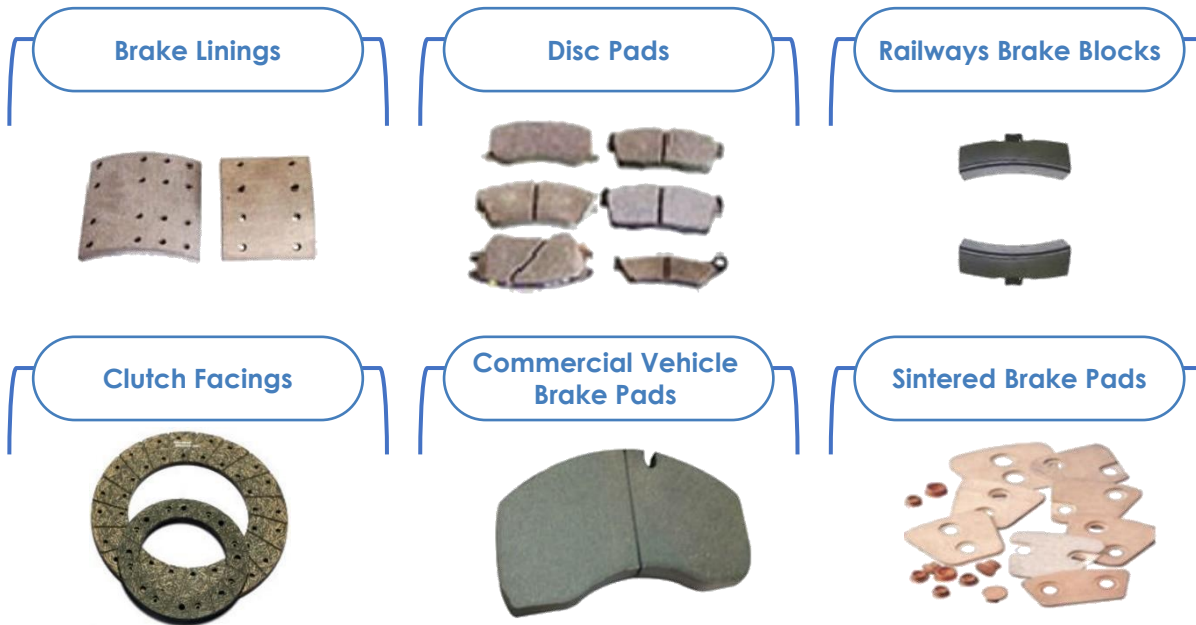 Brake Linings
Disc Pads
Railways Brake Blocks
Clutch Facings
Commercial Vehicle
Brake Pads
Sintered Brake Pads